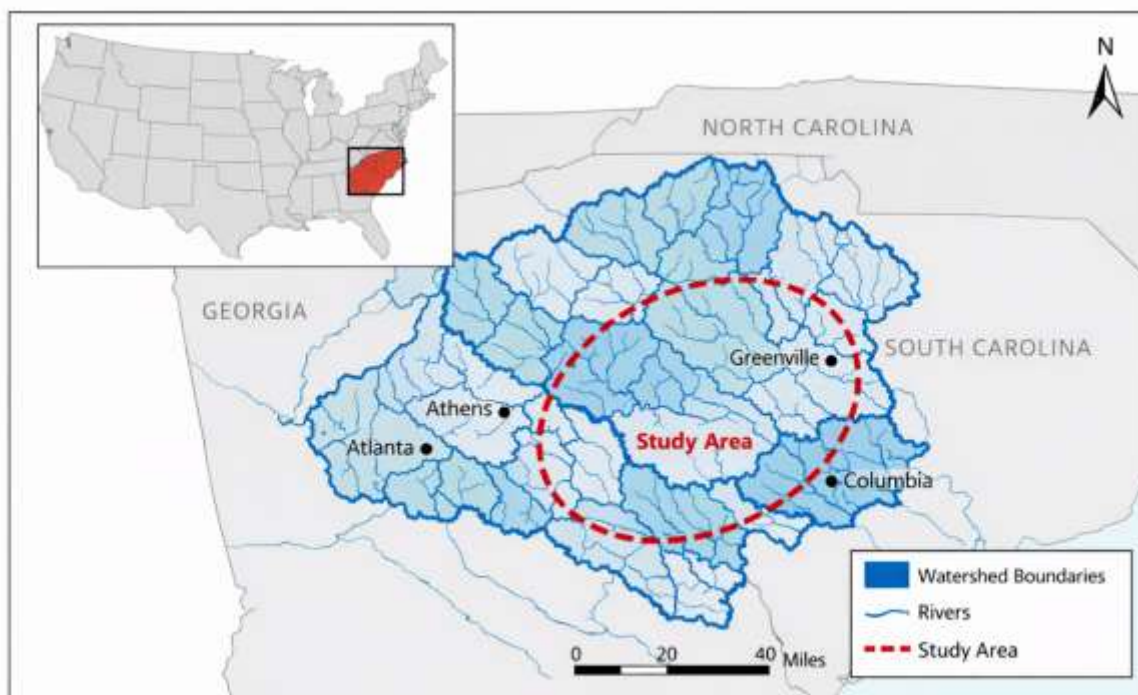 N
NORTH CAROLINA
GEORGIA
SOUTH CAROLINA
Greenville
Athens
Study Area
Atlanta
Columbia
Watershed Boundaries
Rivers
Study Area
0 20 40 Miles